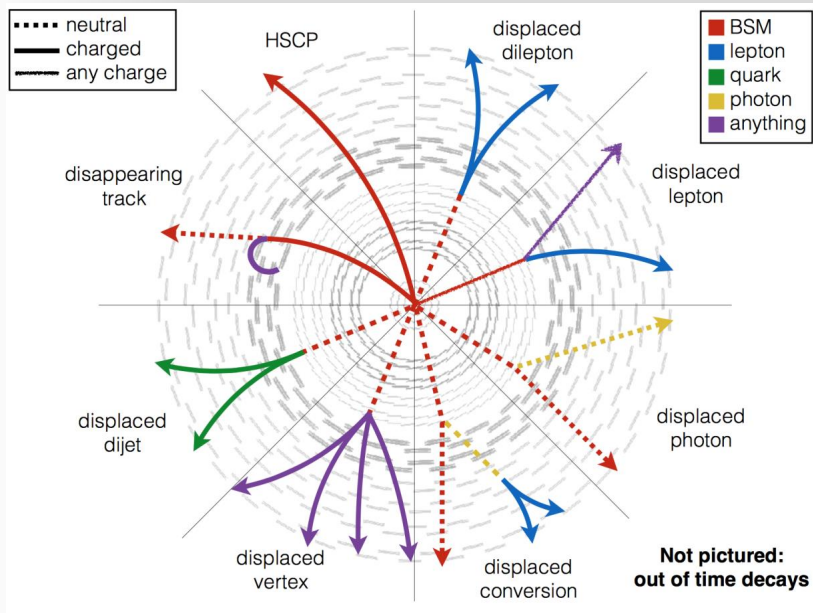 neutral
charged
any charge
HSCP
displaced
dilepton
BSM
lepton
quark
photon
anything
disappearing
track
displaced
lepton
displaced
dijet
displaced
photon
displaced
vertex
displaced
conversion
Not pictured:
out of time decays